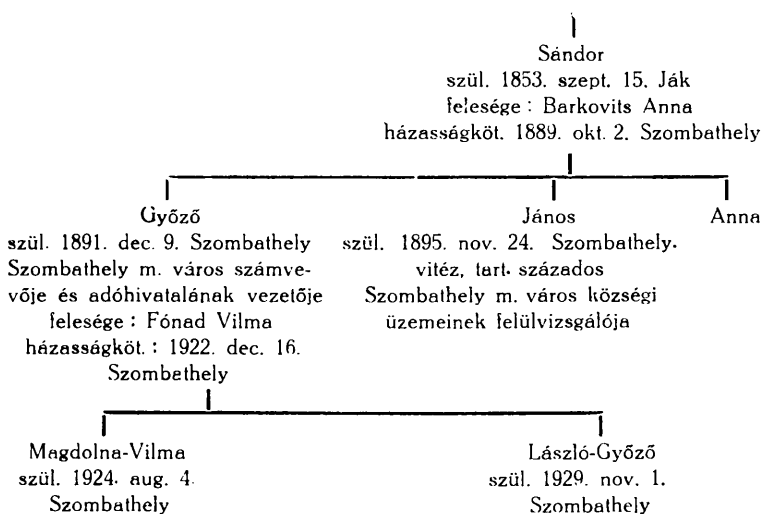 Sándor
szül. 1853. szept. 15. Ják
felesége : Barkovits Anna
házasságköt. 1889. okt. 2. Szombathely
Győző
szül. 1891. dec. 9. Szombathely
Szombathely m. város számve-
vője és adóhivatalának vezetője
felesége : Fónad Vilma
házasságköt. : 1922. dec. 16.
Szombathely
János
szül. 1895. nov. 24. Szombathely.
vitéz, tart. százados
Szombathely m. város községi
üzemeinek felülvizsgálója
Anna
Magdolna-Vilma
szül. 1924. aug. 4.
Szombathely
László-Győző
szül. 1929. nov. 1.
Szombathely